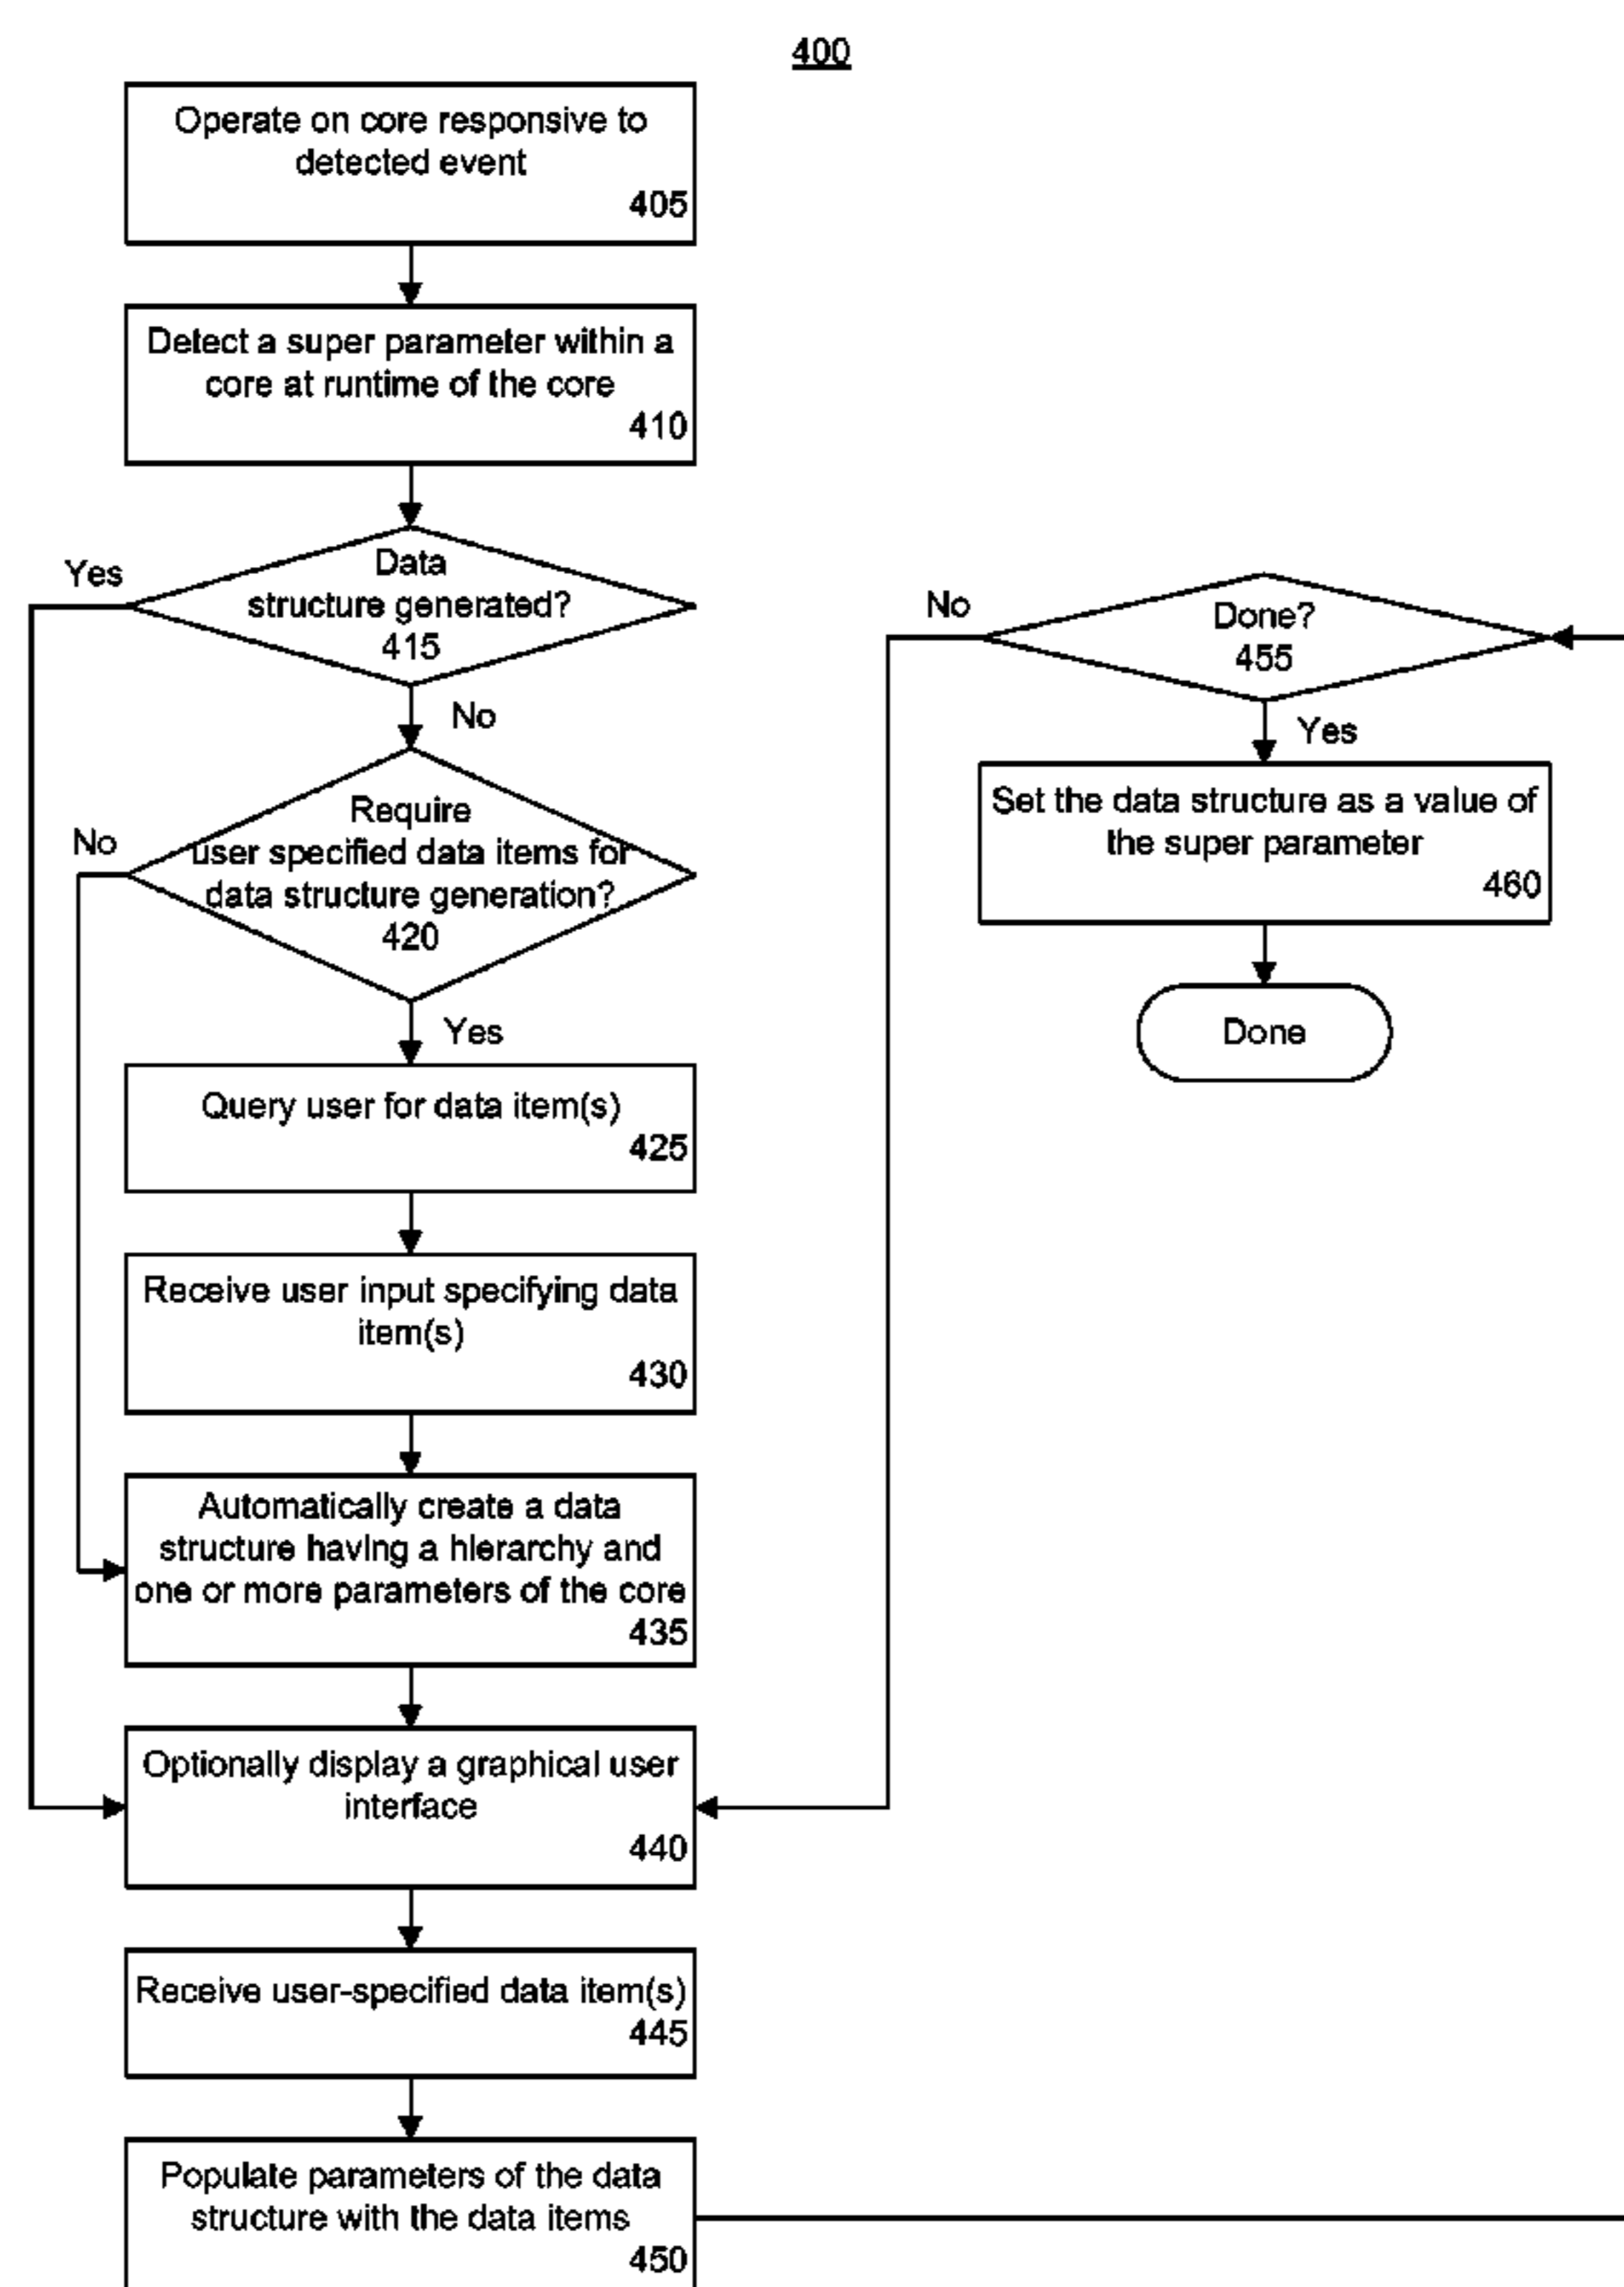 400
Operate on core responsive to
detected event
405
Detect a super parameter within a
core at runtime of the core
410
Yes
Data
structure generated?
415
No
No
Require
user specified data items for
data structure generation?
420
Yes
Query user for data item(s)
425
Receive user input specifying data
item(s)
430
Automatically create a data
structure having a hierarchy and
one or more parameters of the core
435
Optionally display a graphical user
interface
440
Receive user-specified data item(s)
445
Populate parameters of the data
structure with the data items
450
No
Done?
455
Yes
Set the data structure as a value of
the super parameter
460
Done